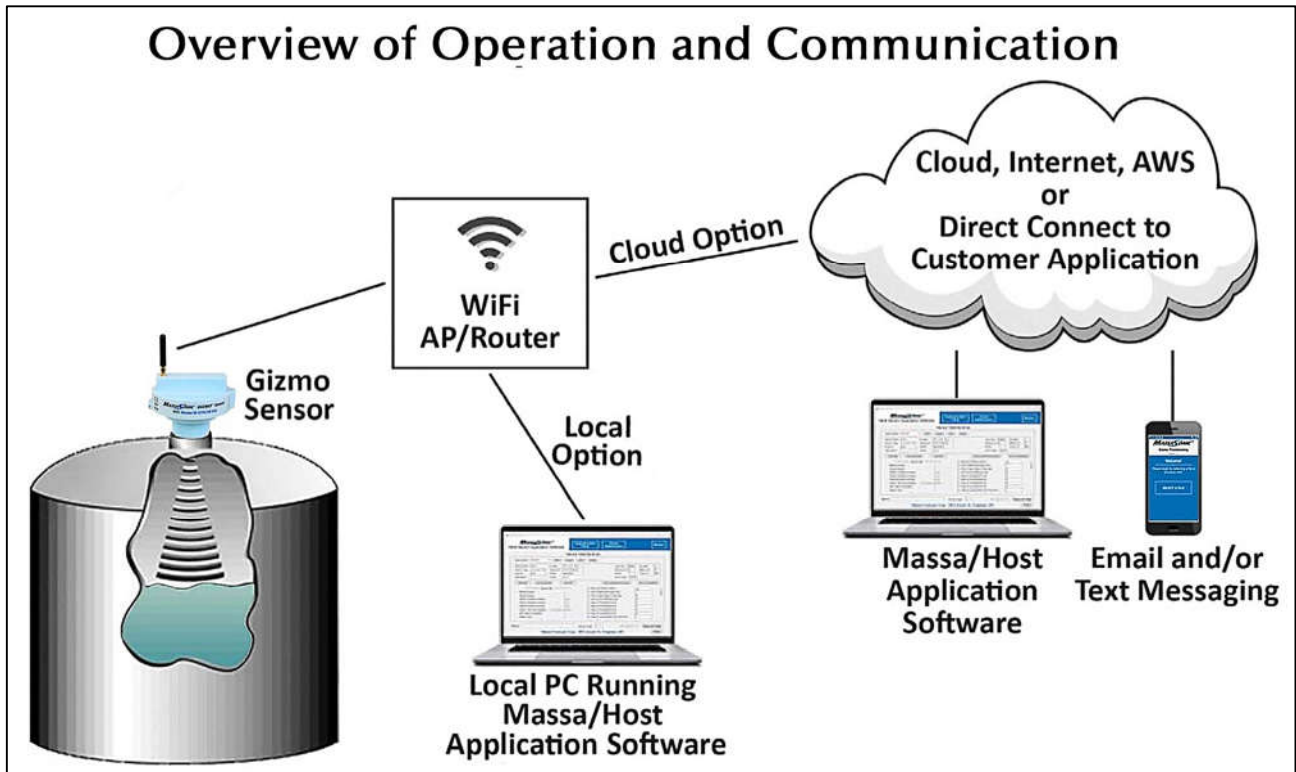 Overview of Operation and Communication
Cloud, Internet, AWS
or
Direct Connect to
Customer Application
Cloud Option
WiFi
AP/Router
Gizmo
Sensor
Local
Option
Local PC Running
Massa/Host
Application Software
Massa/Host
Application
Software
Email and/or
Text Messaging